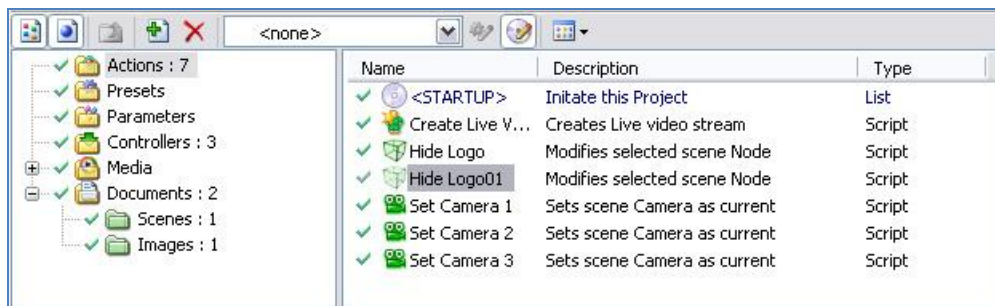 <none>
Actions : 7
Presets
Parameters
Controllers : 3
Media
Documents : 2
Scenes : 1
Images : 1
Name Description Type
<STARTUP> Initate this Project List
Create Live V... Creates Live video stream Script
Hide Logo Modifies selected scene Node Script
Hide Logo01 Modifies selected scene Node Script
Set Camera 1 Sets scene Camera as current Script
Set Camera 2 Sets scene Camera as current Script
Set Camera 3 Sets scene Camera as current Script